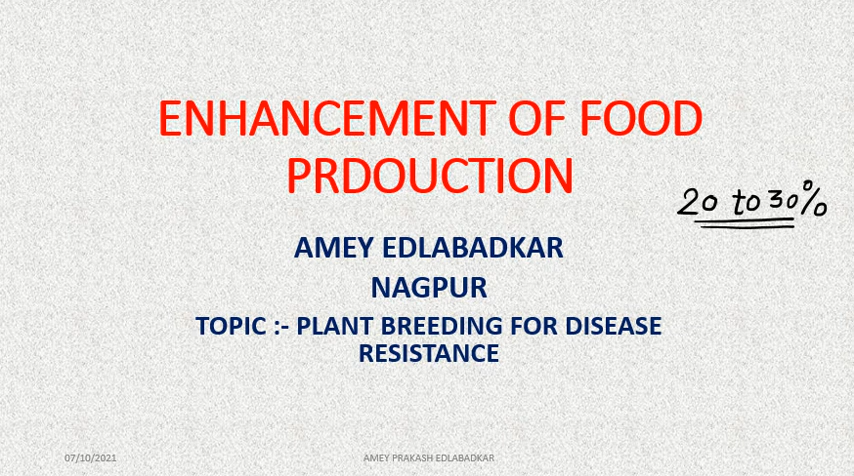 ENHANCEMENT OF FOOD
PRDOUCTION
20 to 30%
AMEY EDLABADKAR
NAGPUR
TOPIC :- PLANT BREEDING FOR DISEASE
RESISTANCE
07/10/2021
AMEY PRAKASH EDLABADKAR